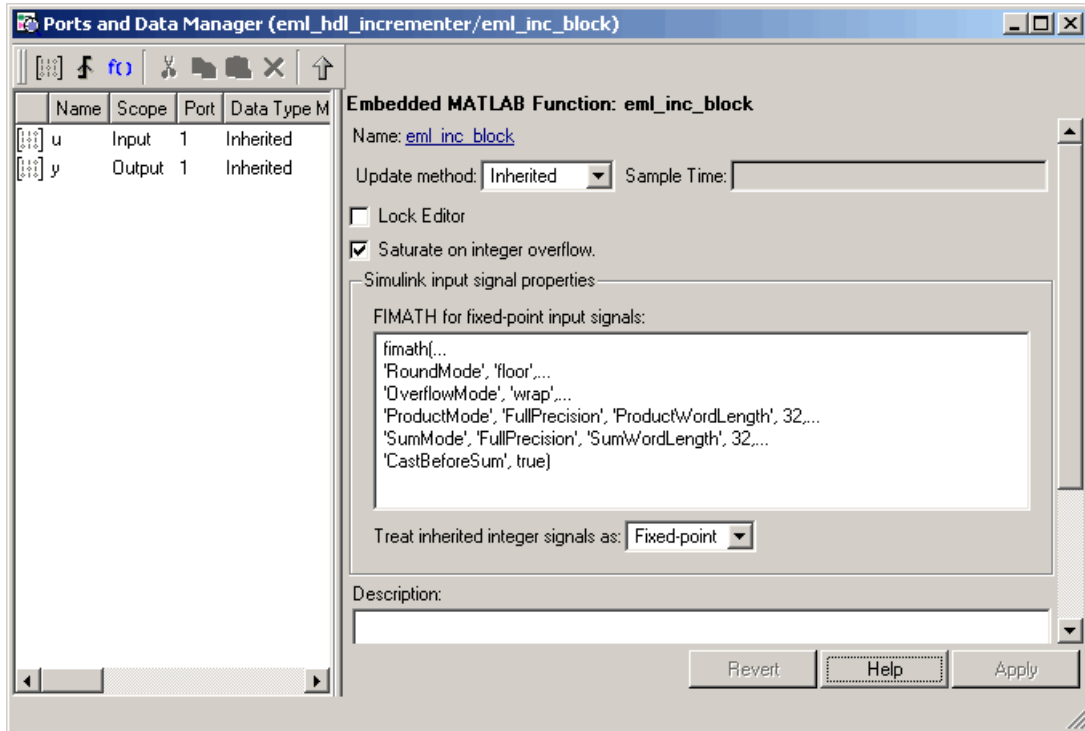 Ports and Data Manager (eml_hdl_incrementer/eml_inc_block)
f()
Name Scope Port Data Type M
u Input 1 Inherited
y Output 1 Inherited
Embedded MATLAB Function: eml_inc_block
Name: eml_inc_block
Update method: Inherited Sample Time:
Lock Editor
Saturate on integer overflow.
Simulink input signal properties
FIMATH for fixed-point input signals:
fimath(...
'RoundMode', 'floor',...
'OverflowMode', 'wrap',...
'ProductMode', 'FullPrecision', 'ProductWordLength', 32,...
'SumMode', 'FullPrecision', 'SumWordLength', 32,...
'CastBeforeSum', true)
Treat inherited integer signals as: Fixed-point
Description:
Revert Help Apply